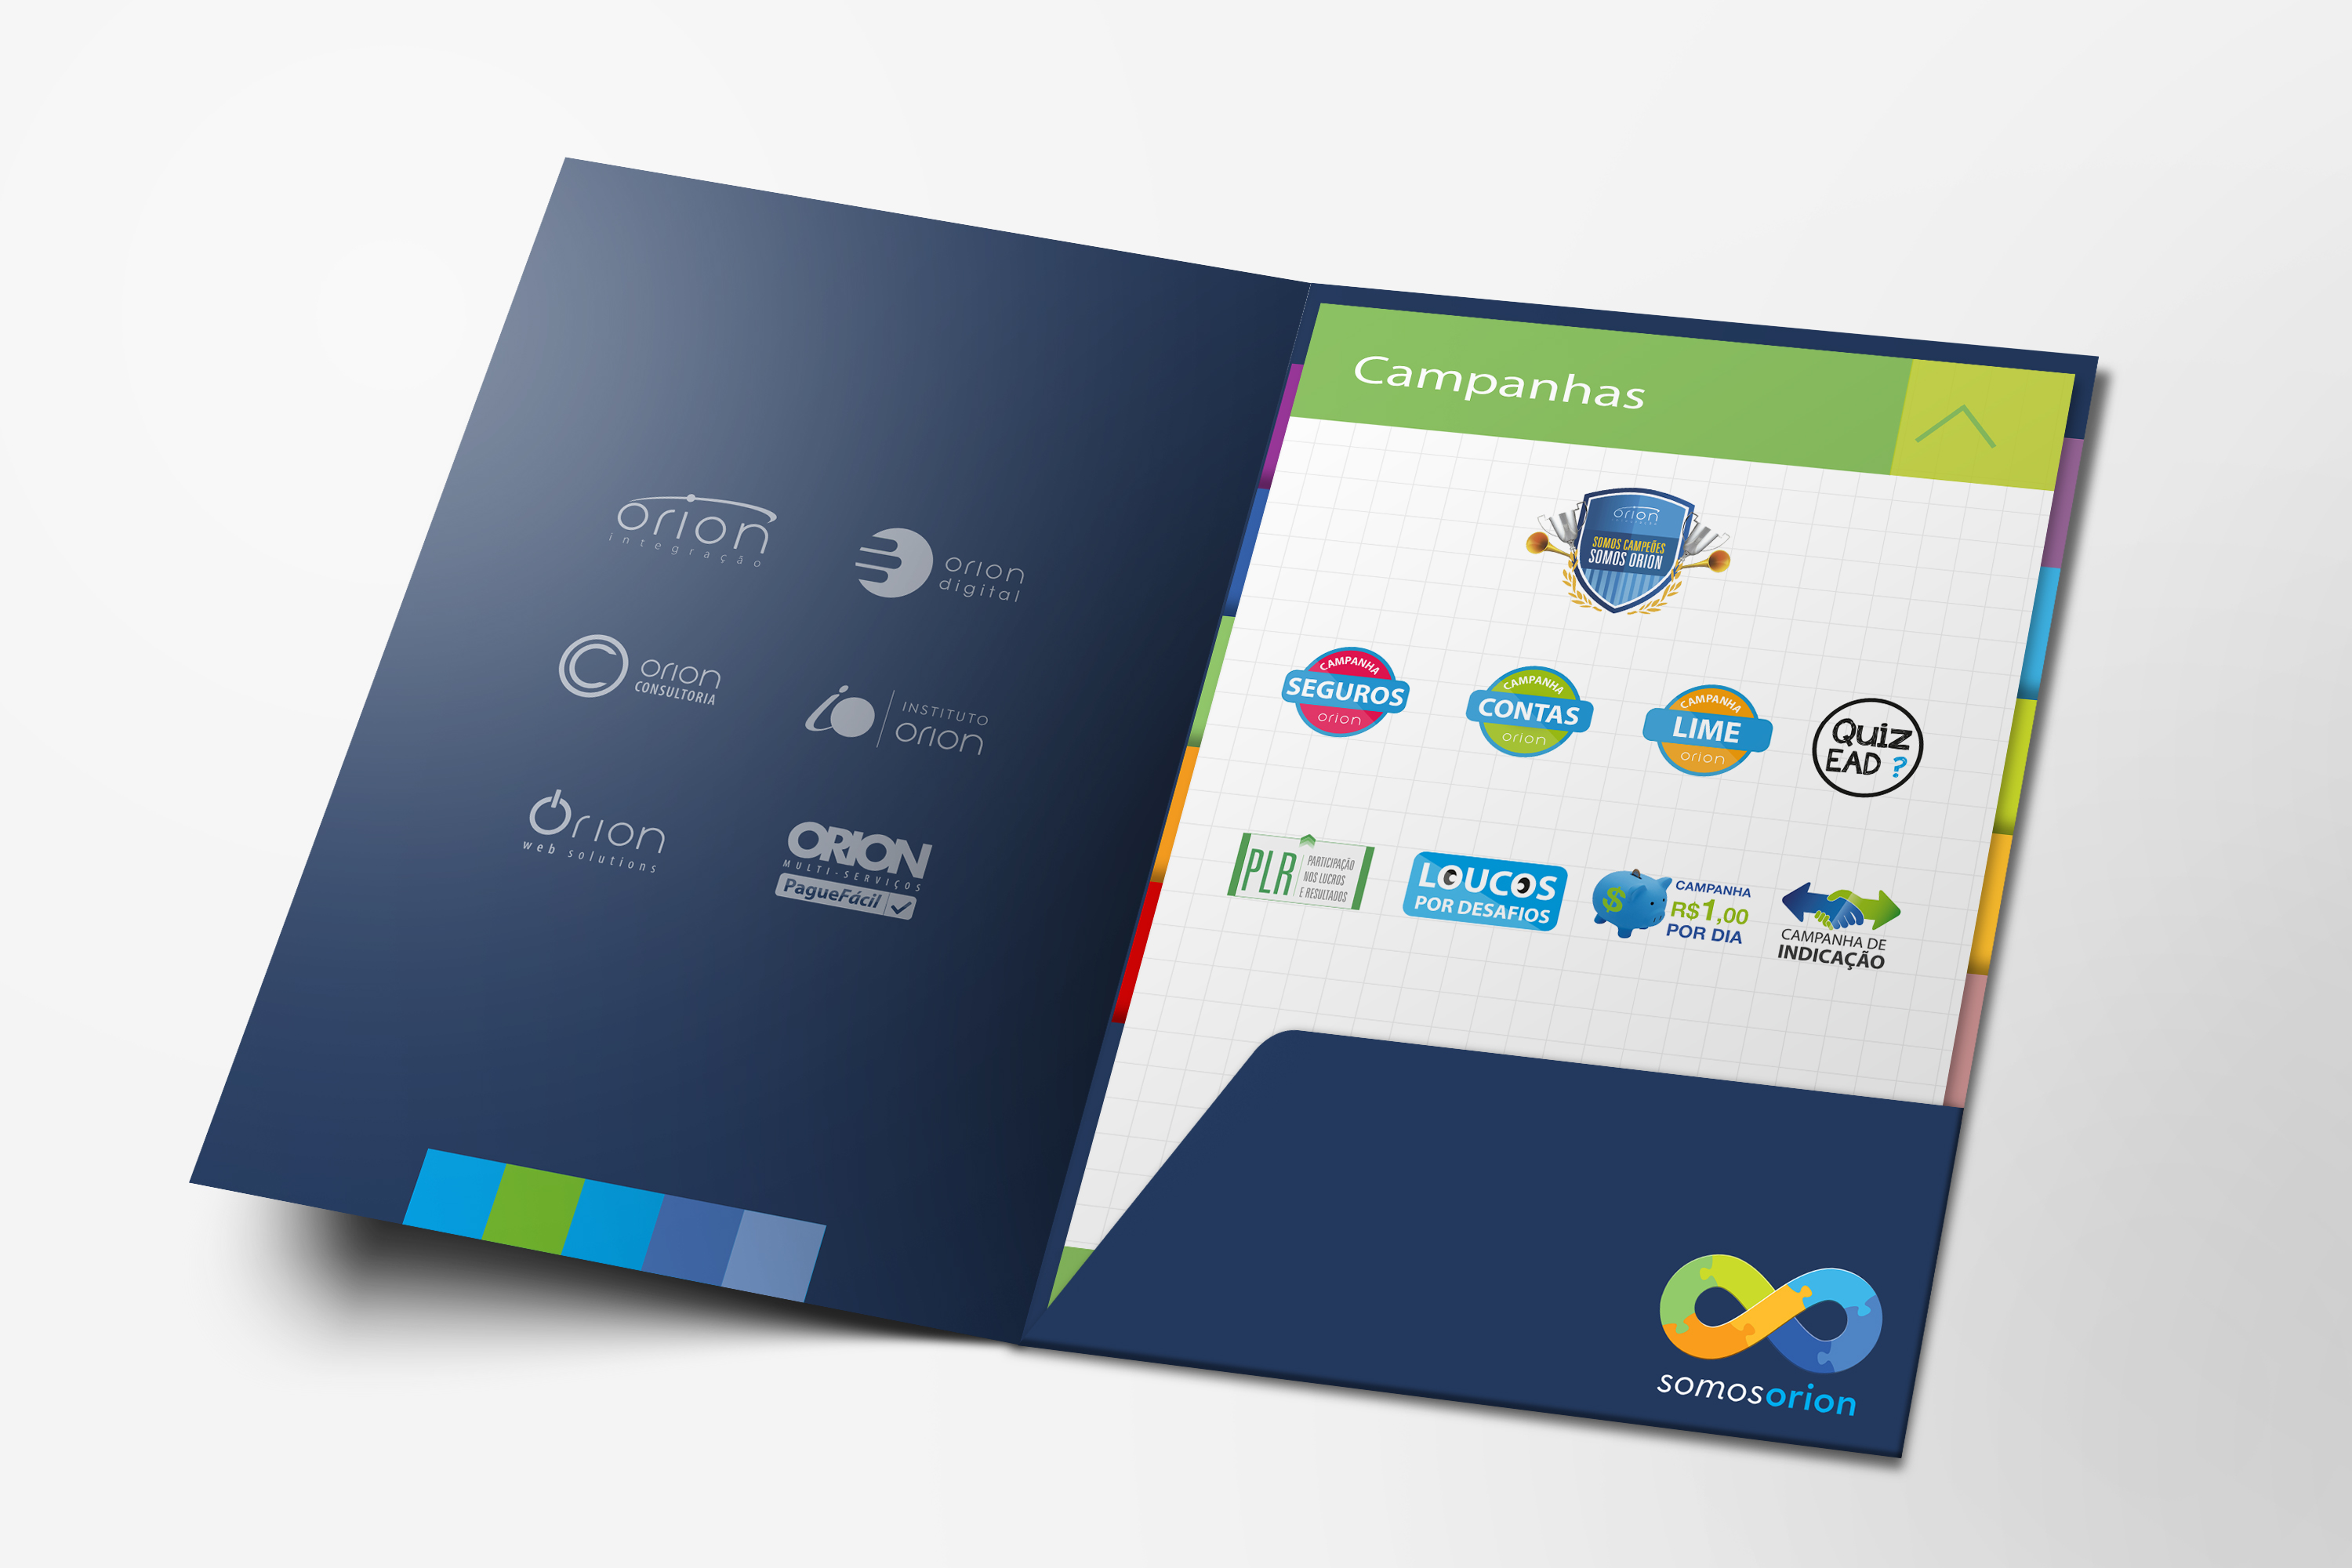 orion
integração
orion
digital
orion
CONSULTORIA
INSTITUTO
orion
orion
web solutions
ORION
MULTI-SERVIÇOS
PagueFácil
Campanhas
orion
SOMOS CAMPEÕES
SOMOS ORION
CAMPANHA
SEGUROS
orion
CAMPANHA
CONTAS
orion
CAMPANHA
LIME
orion
Quiz
EAD ?
PLR
PARTICIPAÇÃO
NOS LUCROS
E RESULTADOS
LOUCOS
POR DESAFIOS
$
CAMPANHA
R$1,00
POR DIA
CAMPANHA DE
INDICAÇÃO
somosorion